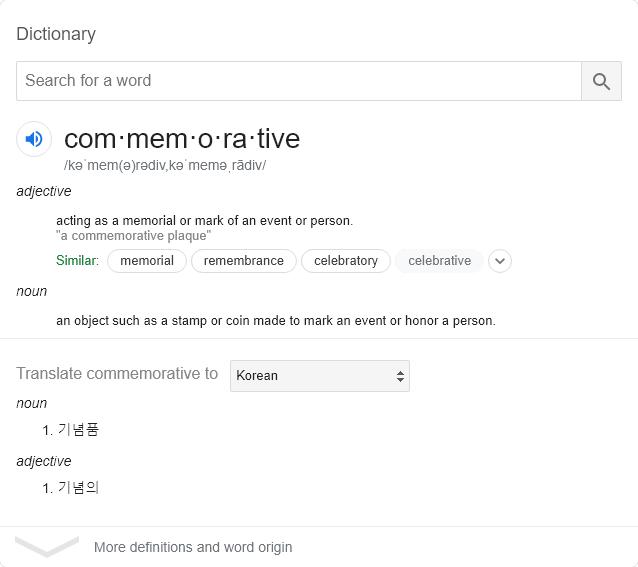 Dictionary
Search for a word
com·mem·o·ra·tive
/kəˈmem(ə)rədiv,kəˈmeməˌrādiv/
adjective
acting as a memorial or mark of an event or person.
"a commemorative plaque"
Similar: memorial remembrance celebratory celebrative
noun
an object such as a stamp or coin made to mark an event or honor a person.
Translate commemorative to Korean
noun
1. 기념품
adjective
1. 기념의
More definitions and word origin